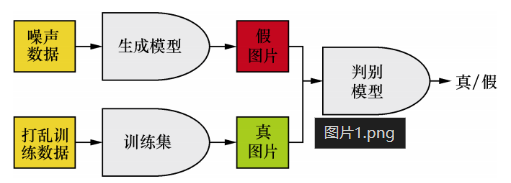 噪声
数据
生成模型
假
图片
判别
模型
真/假
打乱训
练数据
训练集
真
图片
图片1.png